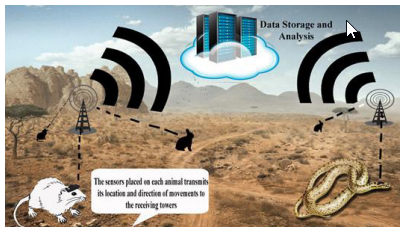 Data Storage and
Analysis
The sensors placed on each animal transmits
its location and direction of movements to
the receiving towers